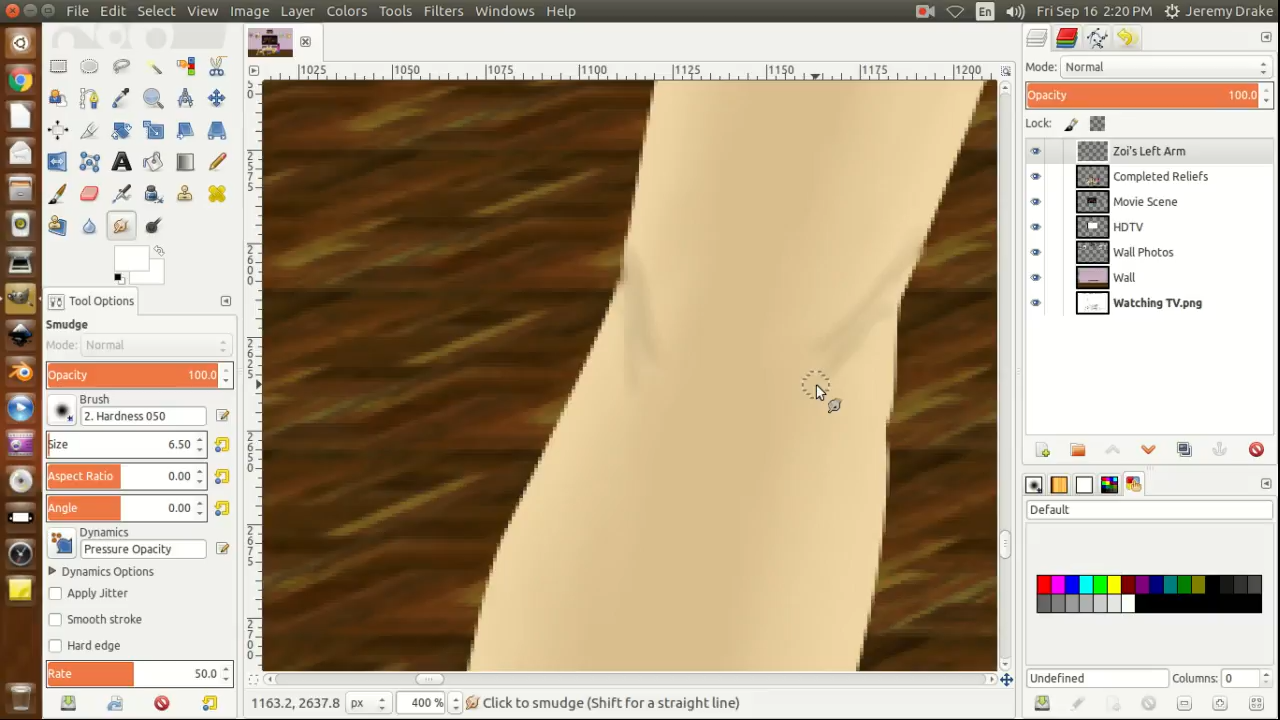 File Edit Select View Image Layer Colors Tools Filters Windows Help
En Fri Sep 16 2:20 PM Jeremy Drake
1025 1050 1075 1100 1125 1150 1175 1200
Mode: Normal
Opacity 100.0
Lock:
Zoi's Left Arm
Completed Reliefs
Movie Scene
HDTV
Wall Photos
Wall
Watching TV.png
Tool Options
Smudge
Mode: Normal
Opacity 100.0
Brush
2. Hardness 050
Size 6.50
Aspect Ratio 0.00
Angle 0.00
Dynamics
Pressure Opacity
Dynamics Options
Apply Jitter
Smooth stroke
Hard edge
Rate 50.0
Default
Undefined Columns: 0
1163.2, 2637.8 px 400 % Click to smudge (Shift for a straight line)